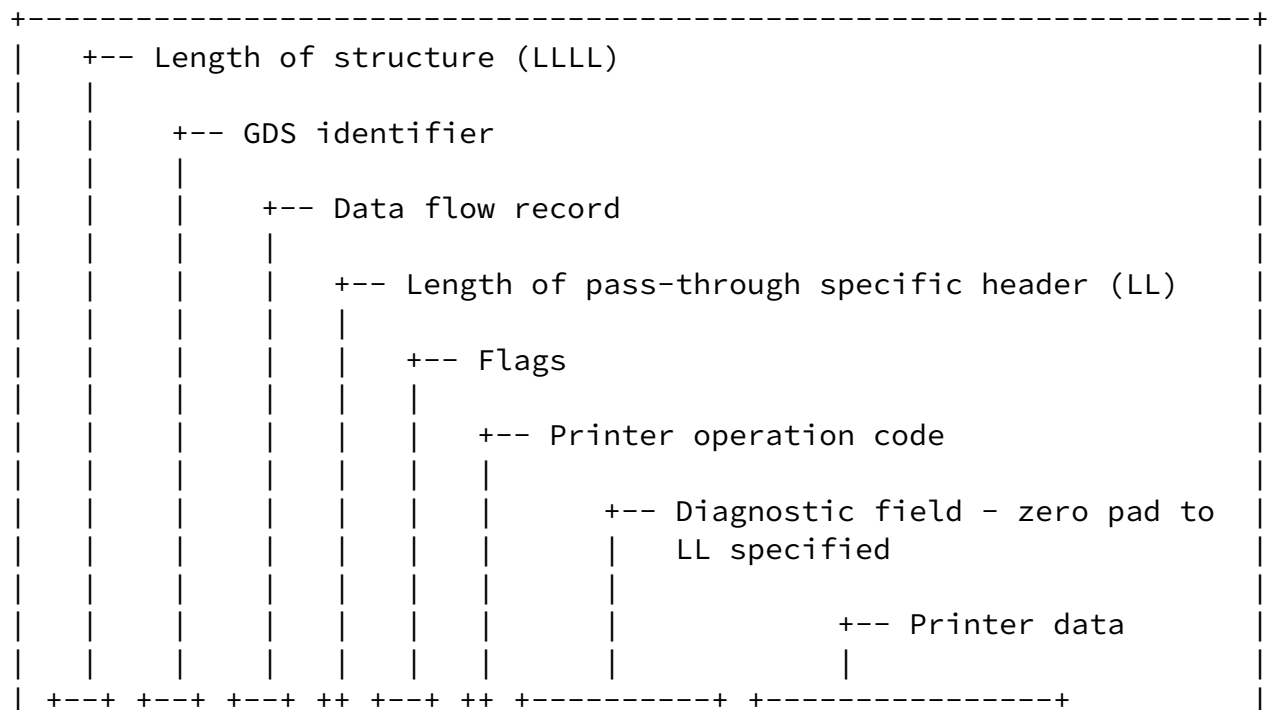 +------------------------------------------------------------------+
|   +-- Length of structure (LLLL)                                  |
|   |                                                               |
|   |    +-- GDS identifier                                         |
|   |    |                                                          |
|   |    |    +-- Data flow record                                  |
|   |    |    |                                                     |
|   |    |    |   +-- Length of pass-through specific header (LL)   |
|   |    |    |   |                                                 |
|   |    |    |   |   +-- Flags                                     |
|   |    |    |   |   |                                             |
|   |    |    |   |   |   +-- Printer operation code                |
|   |    |    |   |   |   |                                         |
|   |    |    |   |   |   |      +-- Diagnostic field - zero pad to |
|   |    |    |   |   |   |      |   LL specified                   |
|   |    |    |   |   |   |      |                                  |
|   |    |    |   |   |   |      |            +-- Printer data      |
|   |    |    |   |   |   |      |            |                     |
| +--+ +--+ +--+ ++ +--+ ++ +----------+ +----------------+         |